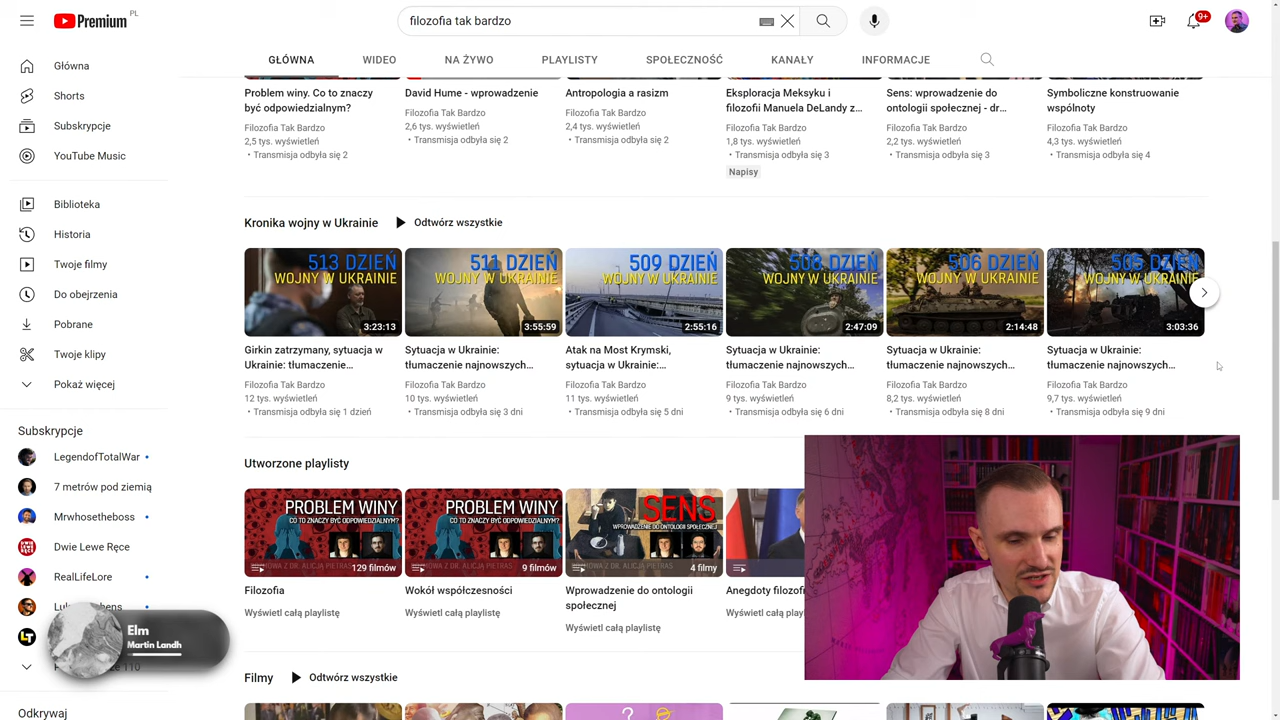 Premium PL
filozofia tak bardzo
9+
GŁÓWNA
WIDEO
NA ŻYWO
PLAYLISTY
SPOŁECZNOŚĆ
KANAŁY
INFORMACJE
Główna
Shorts
Subskrypcje
YouTube Music
Biblioteka
Historia
Twoje filmy
Do obejrzenia
Pobrane
Twoje klipy
Pokaż więcej
Subskrypcje
LegendofTotalWar
7 metrów pod ziemią
Mrwhosetheboss
Dwie Lewe Ręce
RealLifeLore
Elm
Martin Landh
110
Odkrywaj
Problem winy. Co to znaczy
być odpowiedzialnym?
Filozofia Tak Bardzo
2,5 tys. wyświetleń
• Transmisja odbyła się 2
David Hume - wprowadzenie
Filozofia Tak Bardzo
2,6 tys. wyświetleń
• Transmisja odbyła się 2
Antropologia a rasizm
Filozofia Tak Bardzo
2,4 tys. wyświetleń
• Transmisja odbyła się 2
Eksploracja Meksyku i
filozofii Manuela DeLandy z...
Filozofia Tak Bardzo
1,8 tys. wyświetleń
• Transmisja odbyła się 3
Napisy
Sens: wprowadzenie do
ontologii społecznej - dr...
Filozofia Tak Bardzo
2,2 tys. wyświetleń
• Transmisja odbyła się 3
Symboliczne konstruowanie
wspólnoty
Filozofia Tak Bardzo
4,3 tys. wyświetleń
• Transmisja odbyła się 4
Kronika wojny w Ukrainie
Odtwórz wszystkie
513 DZIEŃ
WOJNY W UKRAINIE
3:23:13
Girkin zatrzymany, sytuacja w
Ukrainie: tłumaczenie...
Filozofia Tak Bardzo
12 tys. wyświetleń
• Transmisja odbyła się 1 dzień
511 DZIEŃ
WOJNY W UKRAINIE
3:55:59
Sytuacja w Ukrainie:
tłumaczenie najnowszych...
Filozofia Tak Bardzo
10 tys. wyświetleń
• Transmisja odbyła się 3 dni
509 DZIEŃ
WOJNY W UKRAINIE
2:55:16
Atak na Most Krymski,
sytuacja w Ukrainie:...
Filozofia Tak Bardzo
11 tys. wyświetleń
• Transmisja odbyła się 5 dni
508 DZIEŃ
WOJNY W UKRAINIE
2:47:09
Sytuacja w Ukrainie:
tłumaczenie najnowszych...
Filozofia Tak Bardzo
9 tys. wyświetleń
• Transmisja odbyła się 6 dni
506 DZIEŃ
WOJNY W UKRAINIE
2:14:48
Sytuacja w Ukrainie:
tłumaczenie najnowszych...
Filozofia Tak Bardzo
8,2 tys. wyświetleń
• Transmisja odbyła się 8 dni
505 DZIEŃ
WOJNY W UKRAINIE
3:03:36
Sytuacja w Ukrainie:
tłumaczenie najnowszych...
Filozofia Tak Bardzo
9,7 tys. wyświetleń
• Transmisja odbyła się 9 dni
Utworzone playlisty
PROBLEM WINY
CO TO ZNACZY BYĆ ODPOWIEDZIALNYM?
129 filmów
Filozofia
Wyświetl całą playlistę
PROBLEM WINY
CO TO ZNACZY BYĆ ODPOWIEDZIALNYM?
9 filmów
Wokół współczesności
Wyświetl całą playlistę
SENS
WPROWADZENIE DO ONTOLOGII SPOŁECZNEJ
4 filmy
Wprowadzenie do ontologii
społecznej
Wyświetl całą playlistę
Anegdoty filozofi
Wyświetl całą playlistę
Filmy
Odtwórz wszystkie